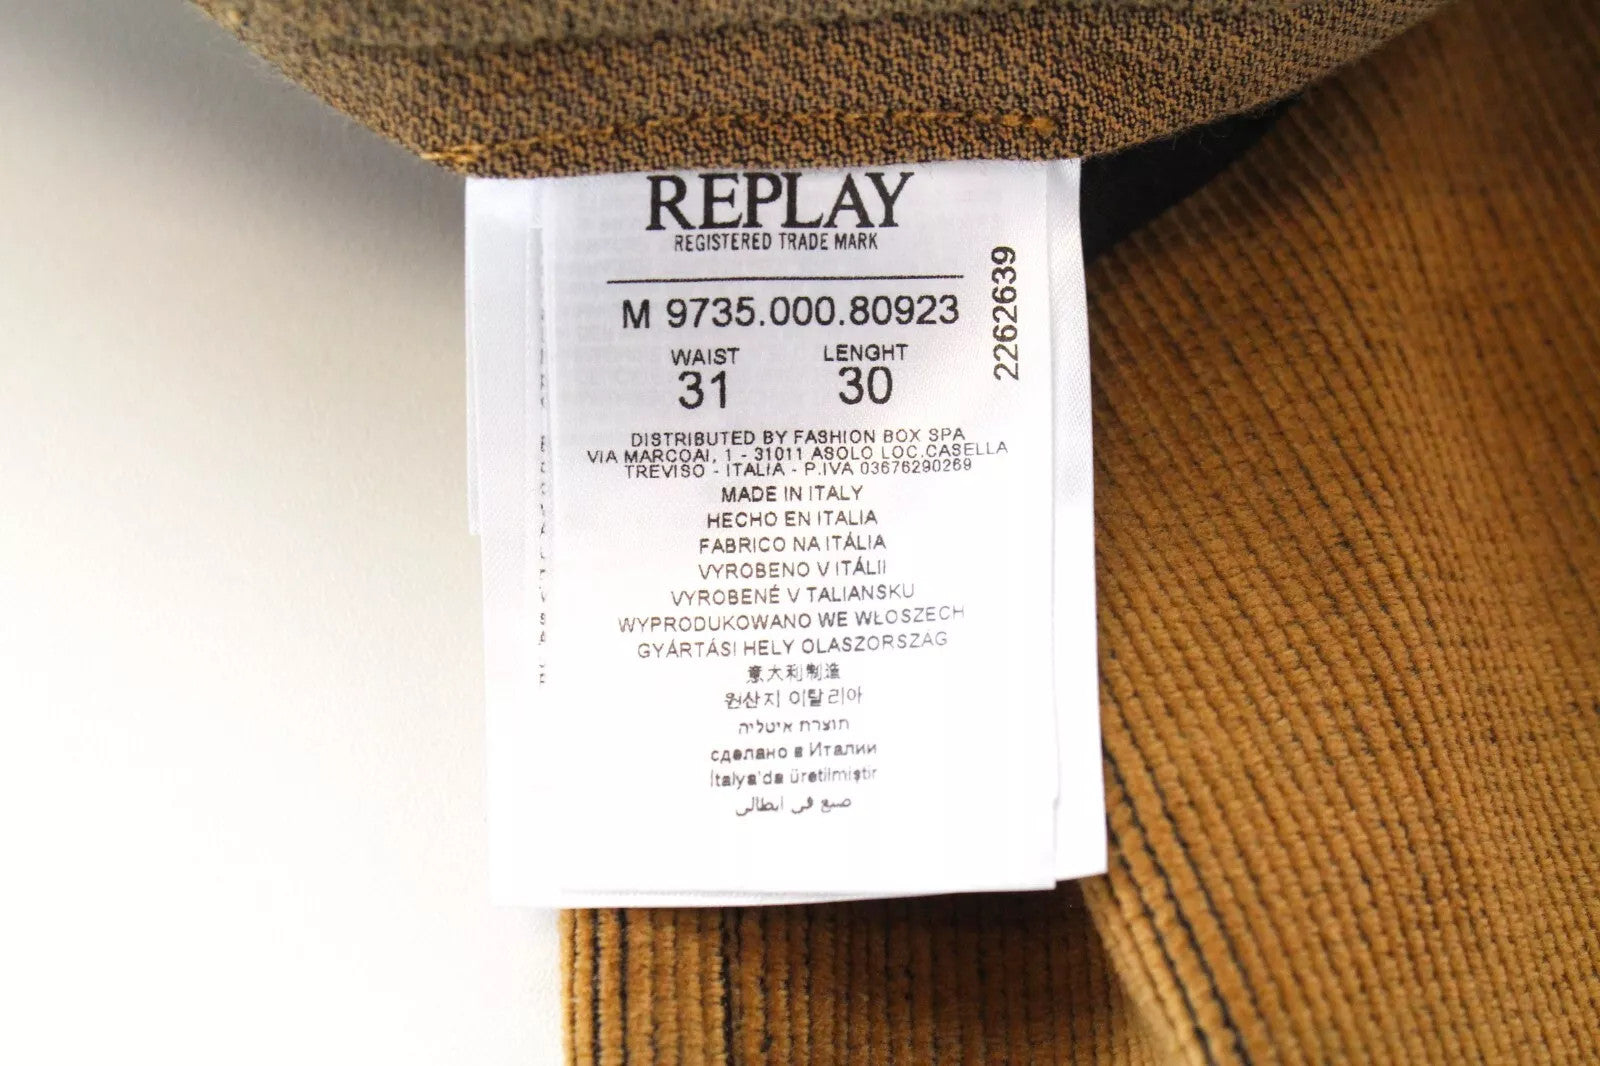 REPLAY
REGISTERED TRADE MARK
M 9735.000.80923
WAIST LENGHT
31 30
2262639
DISTRIBUTED BY FASHION BOX SPA
VIA MARCOAI, 1 - 31011 ASOLO LOC.CASELLA
TREVISO - ITALIA - P.IVA 03676290269
MADE IN ITALY
HECHO EN ITALIA
FABRICO NA ITÁLIA
VYROBENO V ITÁLII
VYROBENÉ V TALIANSKU
WYPRODUKOWANO WE WŁOSZECH
GYÁRTÁSI HELY OLASZORSZÁG
意大利制造
원산지 이탈리아
תוצרת איטליה
сделано в Италии
İtalya'da üretilmiştir
صنع في ايطالي